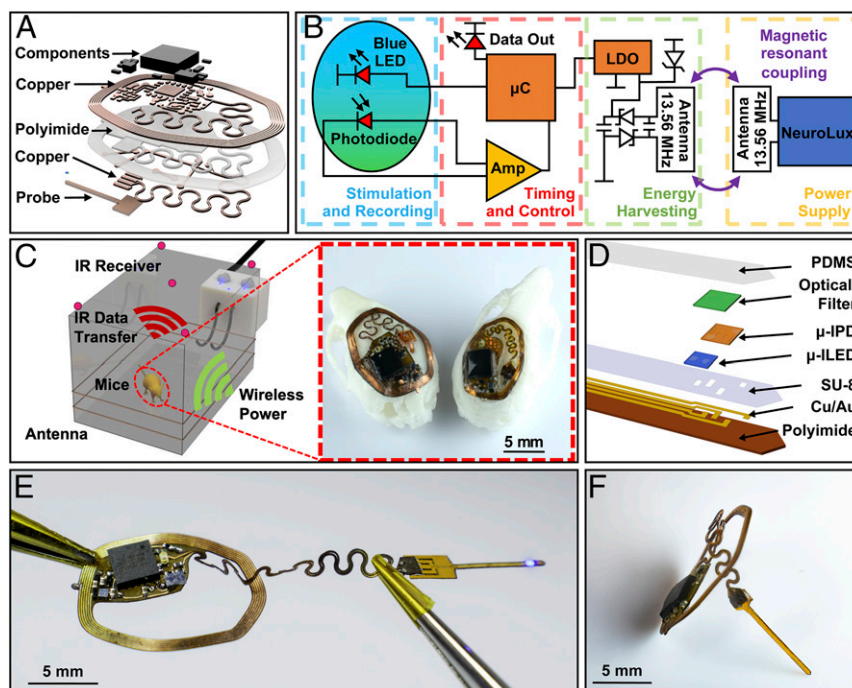 A
Components
Copper
Polyimide
Copper
Probe
B
Blue
LED
Photodiode
Stimulation
and Recording
Data Out
µC
Amp
Timing
and Control
LDO
Antenna
13.56 MHz
Energy
Harvesting
Magnetic
resonant
coupling
Antenna
13.56 MHz
NeuroLux
Power
Supply
C
IR Receiver
IR Data
Transfer
Mice
Antenna
Wireless
Power
5 mm
D
PDMS
Optical
Filter
µ-IPD
µ-ILED
SU-8
Cu/Au
Polyimide
E
5 mm
F
5 mm